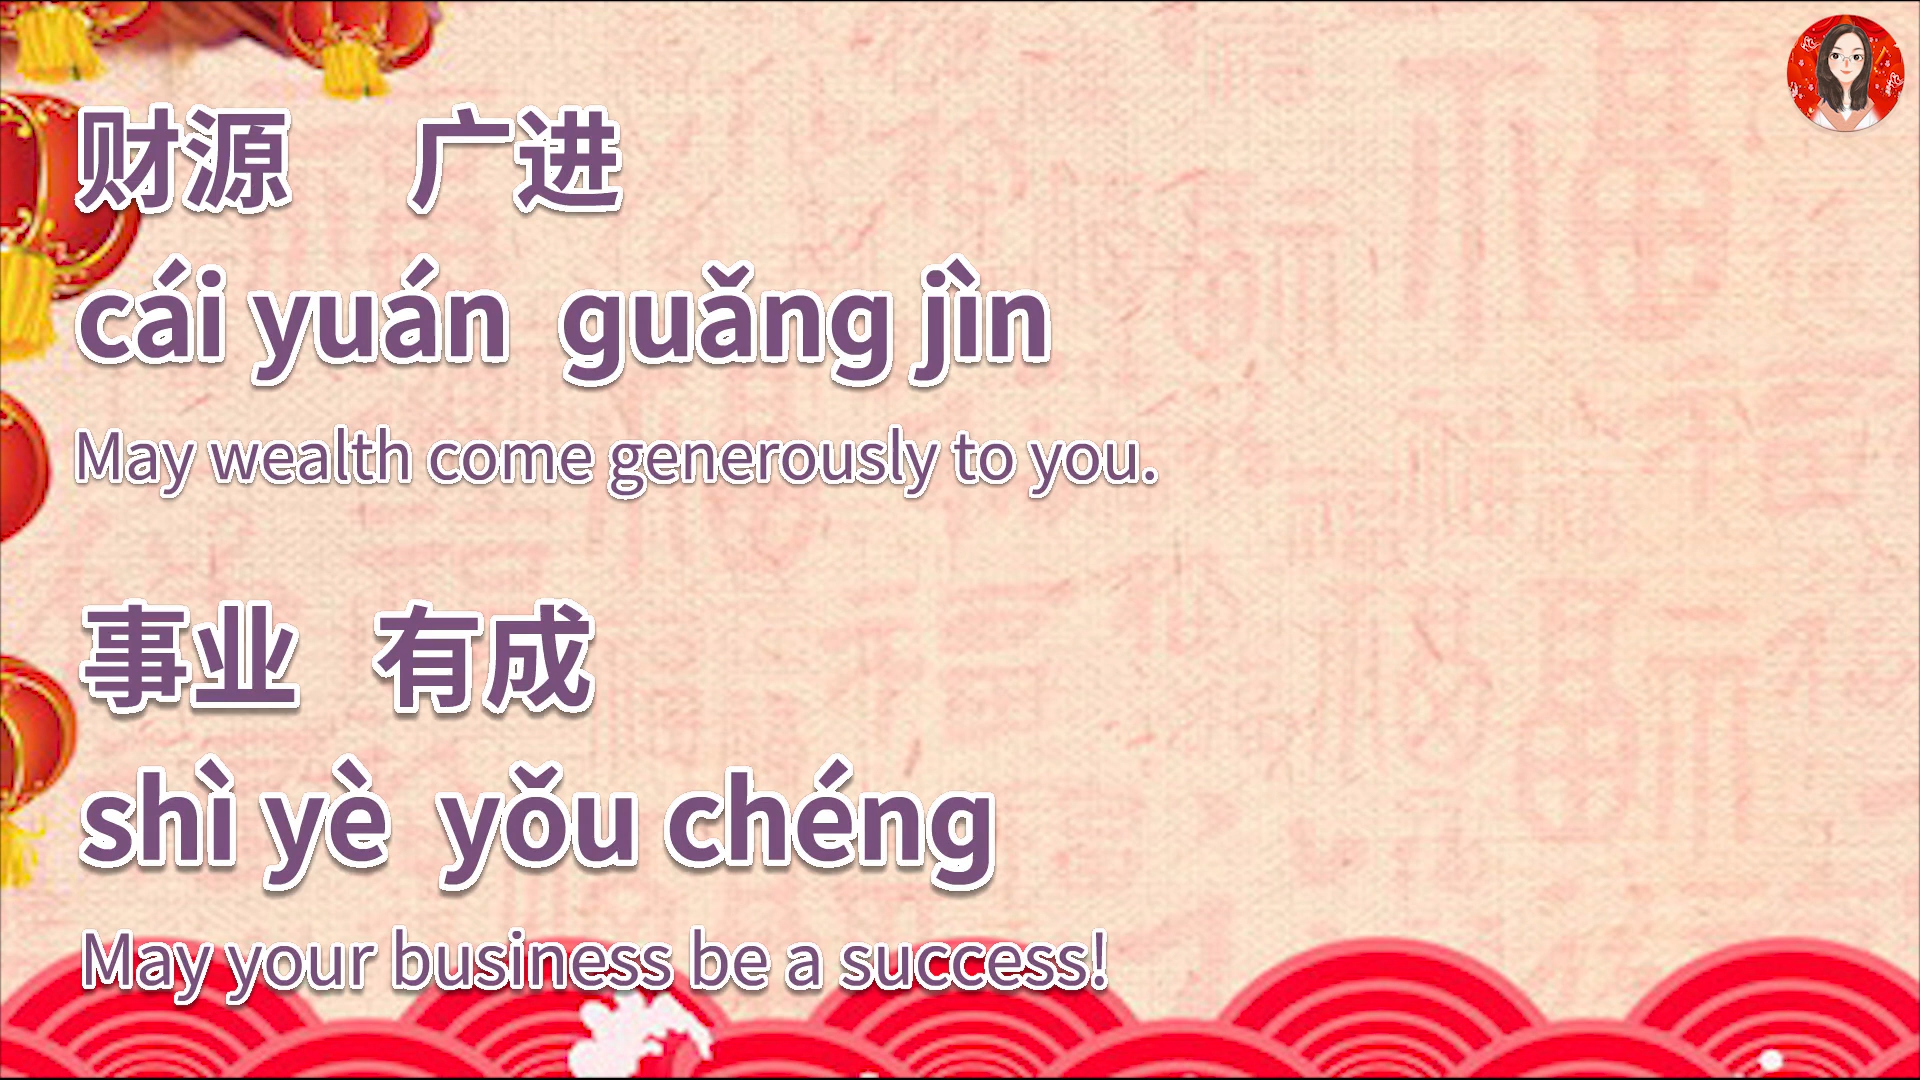 财源 广进
cái yuán guǎng jìn
May wealth come generously to you.
事业 有成
shì yè yǒu chéng
May your business be a success!